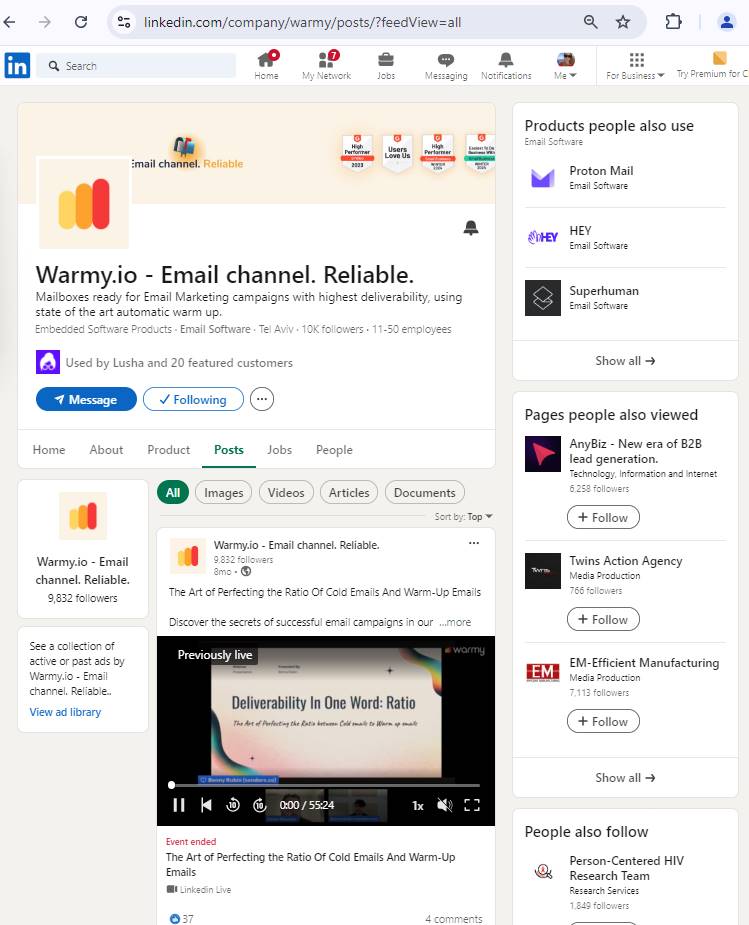 linkedin.com/company/warmy/posts/?feedView=all
in
Search
Home
7
My Network
Jobs
Messaging
Notifications
Me
For Business
Try Premium for
Email channel. Reliable
High
Performer
2023
Users
Love Us
High
Performer
WINTER
Easiest To Do
Business With
WINTER
Warmy.io - Email channel. Reliable.
Mailboxes ready for Email Marketing campaigns with highest deliverability, using
state of the art automatic warm up.
Embedded Software Products · Email Software · Tel Aviv · 10K followers · 11-50 employees
Used by Lusha and 20 featured customers
Message
Following
Home
About
Product
Posts
Jobs
People
Warmy.io - Email
channel. Reliable.
9,832 followers
See a collection of
active or past ads by
Warmy.io - Email
channel. Reliable..
View ad library
All
Images
Videos
Articles
Documents
Sort by: Top
Warmy.io - Email channel. Reliable.
9,832 followers
8mo •
The Art of Perfecting the Ratio Of Cold Emails And Warm-Up Emails
Discover the secrets of successful email campaigns in our ...more
Previously live
warmy
Deliverability In One Word: Ratio
The Art of Perfecting the Ratio between Cold emails to Warm up emails
10
10
0:00 / 55:24
1x
Event ended
The Art of Perfecting the Ratio Of Cold Emails And Warm-Up
Emails
Linkedin Live
37
4 comments
Products people also use
Email Software
Proton Mail
Email Software
HEY
HEY
Email Software
Superhuman
Email Software
Show all →
Pages people also viewed
AnyBiz - New era of B2B
lead generation.
Technology, Information and Internet
6,258 followers
+ Follow
Twins Action Agency
Media Production
766 followers
+ Follow
EM
EM-Efficient Manufacturing
Media Production
7,113 followers
+ Follow
Show all →
People also follow
Person-Centered HIV
Research Team
Research Services
1,849 followers